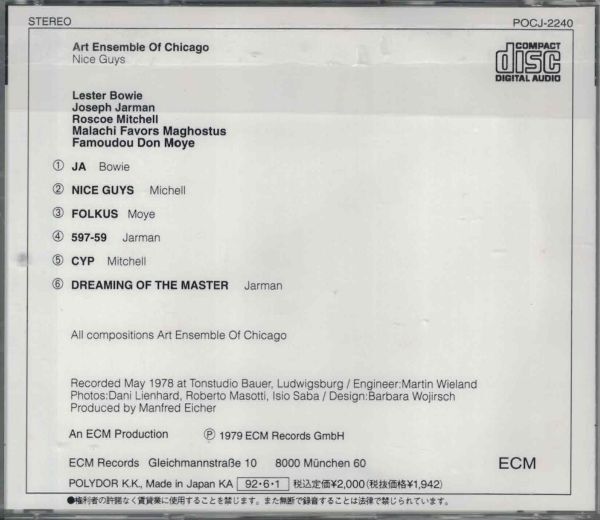 STEREO POCJ-2240
Art Ensemble Of Chicago
Nice Guys
COMPACT
disc
DIGITAL AUDIO
Lester Bowie
Joseph Jarman
Roscoe Mitchell
Malachi Favors Maghostus
Famoudou Don Moye
① JA Bowie
② NICE GUYS Michell
③ FOLKUS Moye
④ 597-59 Jarman
⑤ CYP Mitchell
⑥ DREAMING OF THE MASTER Jarman
All compositions Art Ensemble Of Chicago
Recorded May 1978 at Tonstudio Bauer, Ludwigsburg / Engineer:Martin Wieland
Photos:Dani Lienhard, Roberto Masotti, Isio Saba / Design:Barbara Wojirsch
Produced by Manfred Eicher
An ECM Production Ⓟ 1979 ECM Records GmbH
ECM Records Gleichmannstraße 10 8000 München 60 ECM
POLYDOR K.K., Made in Japan KA 92・6・1 税込定価¥2,000(税抜価格¥1,942)
●権利者の許諾なく賃貸業に使用することを禁じます。また無断で録音することは法律で禁じられています。